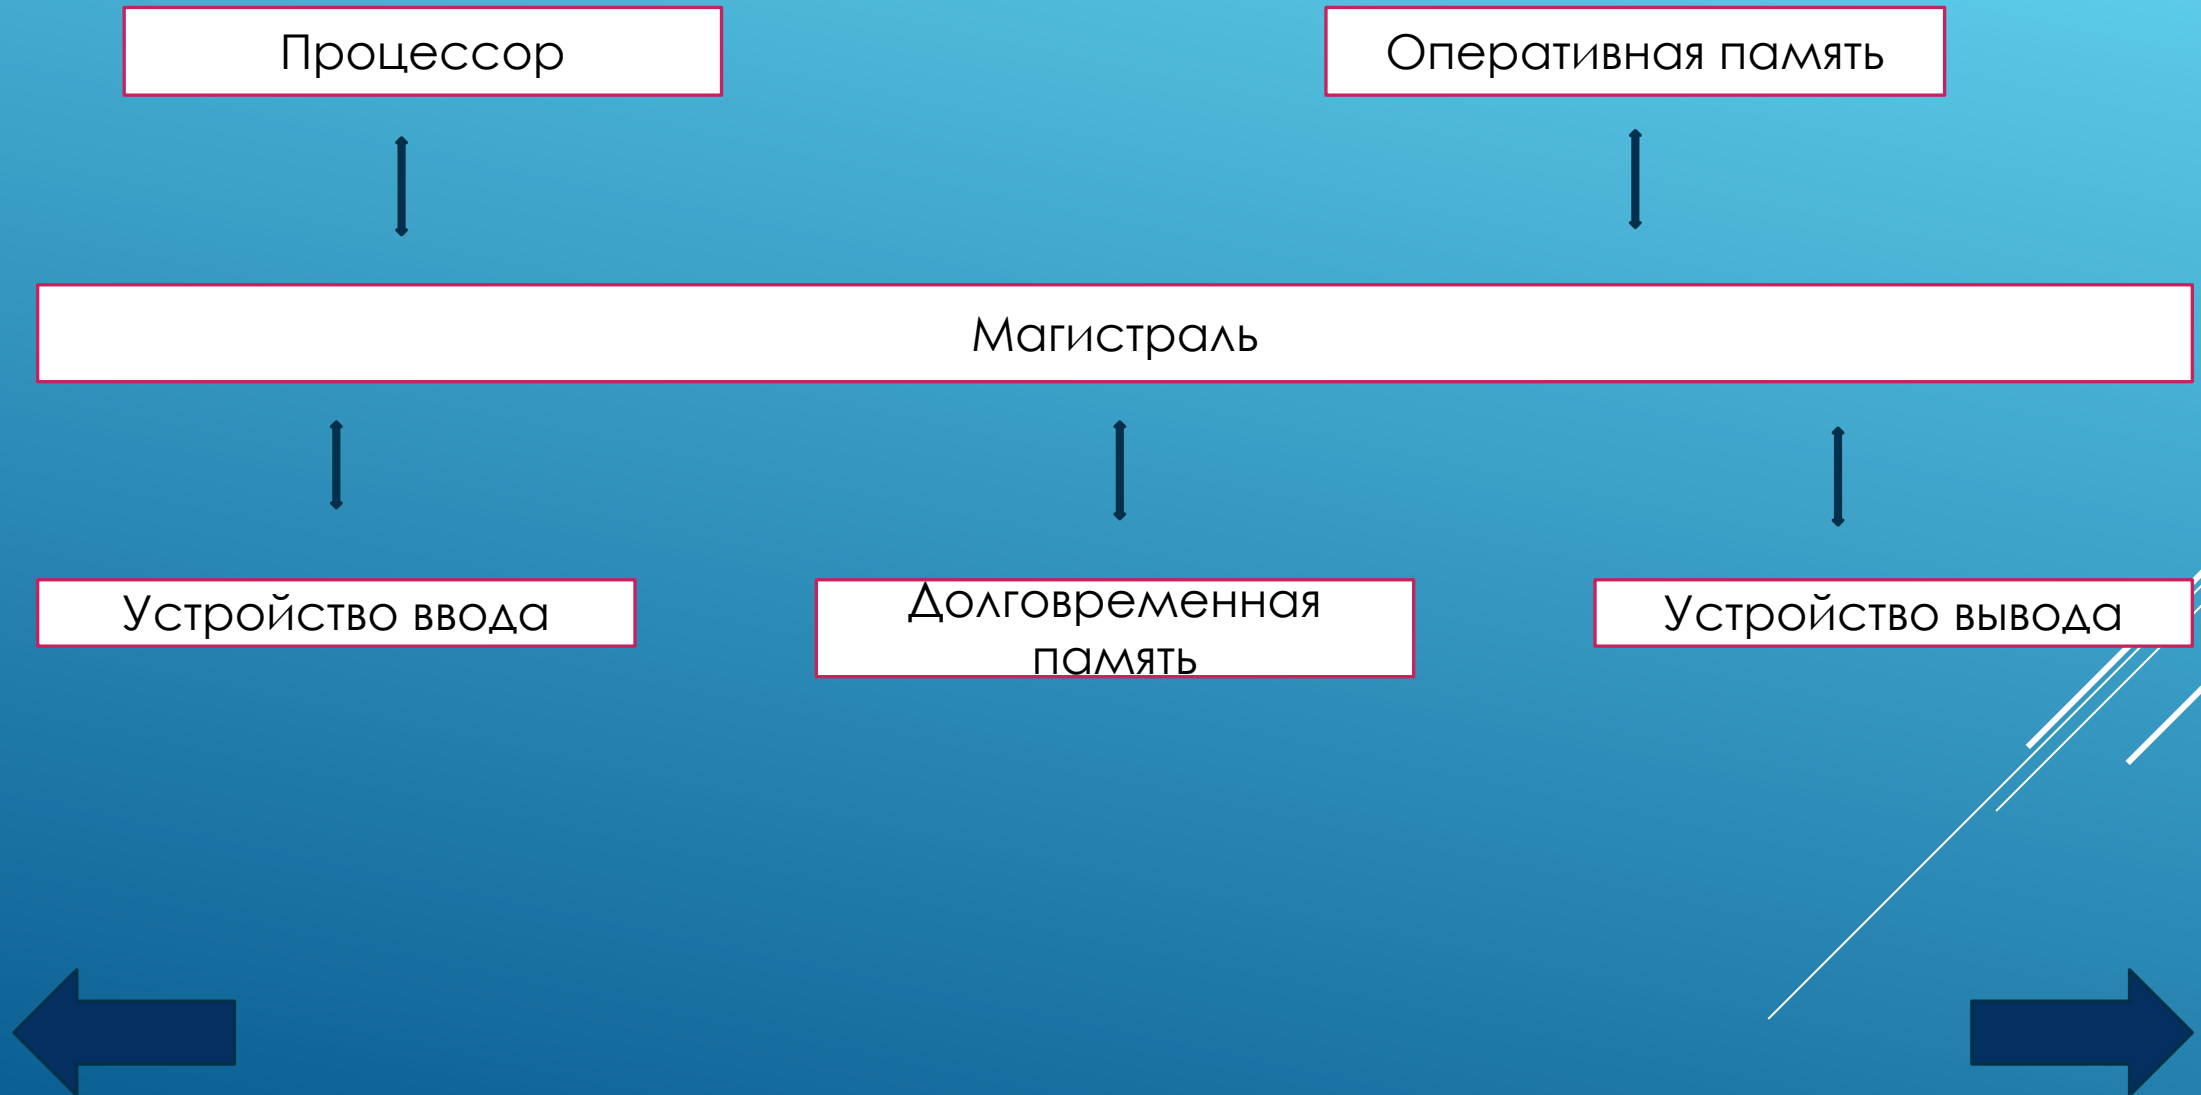 Процессор
Оперативная память
Магистраль
Устройство ввода
Долговременная
память
Устройство вывода